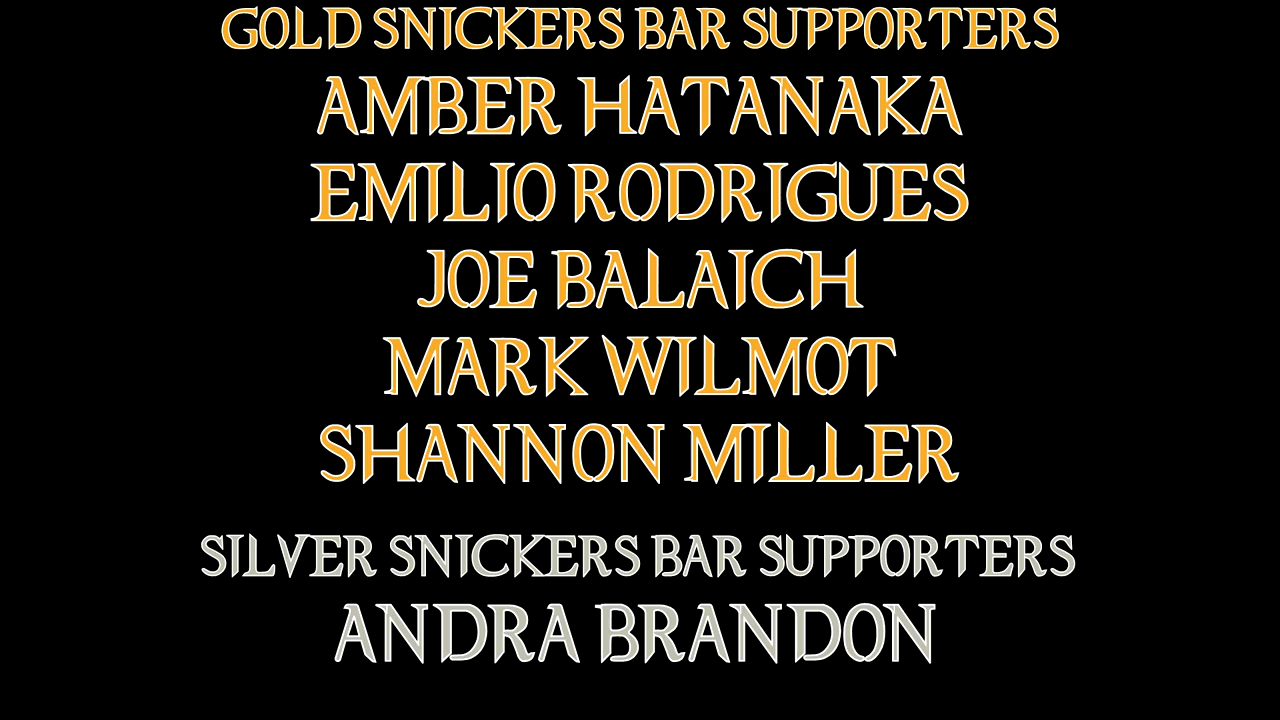 GOLD SNICKERS BAR SUPPORTERS
AMBER HATANAKA
EMILIO RODRIGUES
JOE BALAICH
MARK WILMOT
SHANNON MILLER
SILVER SNICKERS BAR SUPPORTERS
ANDRA BRANDON